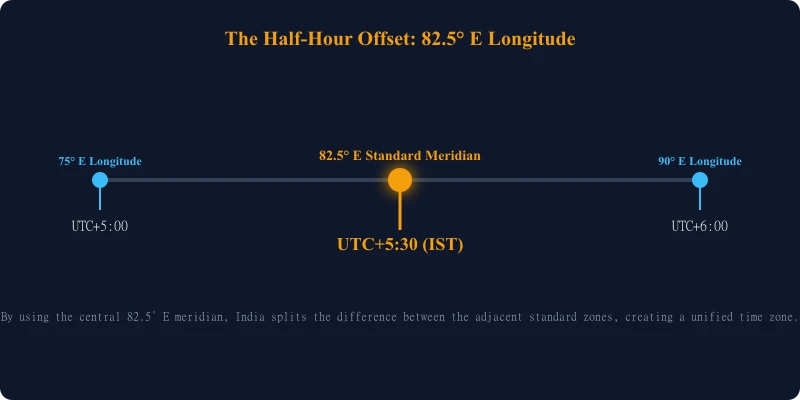 The Half-Hour Offset: 82.5° E Longitude
82.5° E Standard Meridian
75° E Longitude
90° E Longitude
UTC+5:00
UTC+6:00
UTC+5:30 (IST)
By using the central 82.5° E meridian, India splits the difference between the adjacent standard zones, creating a unified time zone.